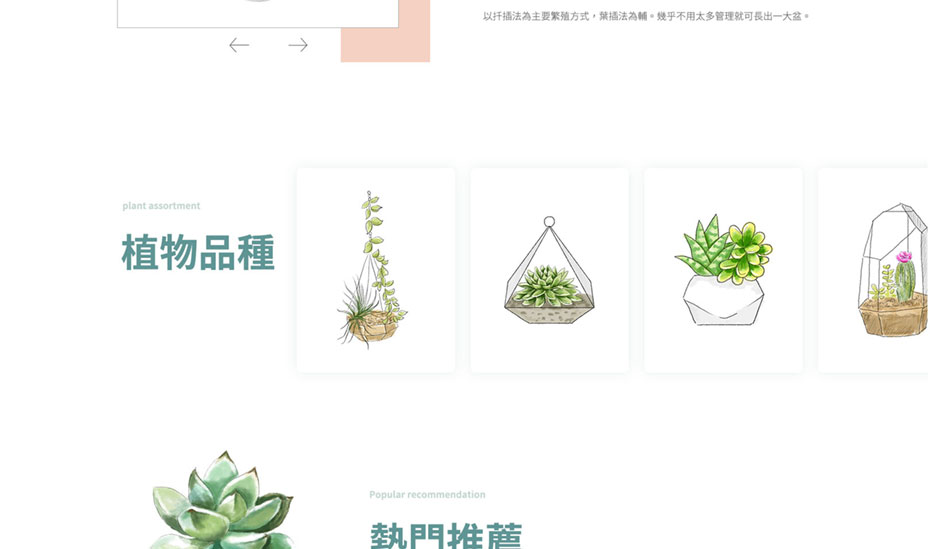 以扦插法為主要繁殖方式，葉插法為輔。幾乎不用太多管理就可長出一大盆。
plant assortment
植物品種
Popular recommendation
熱門推薦